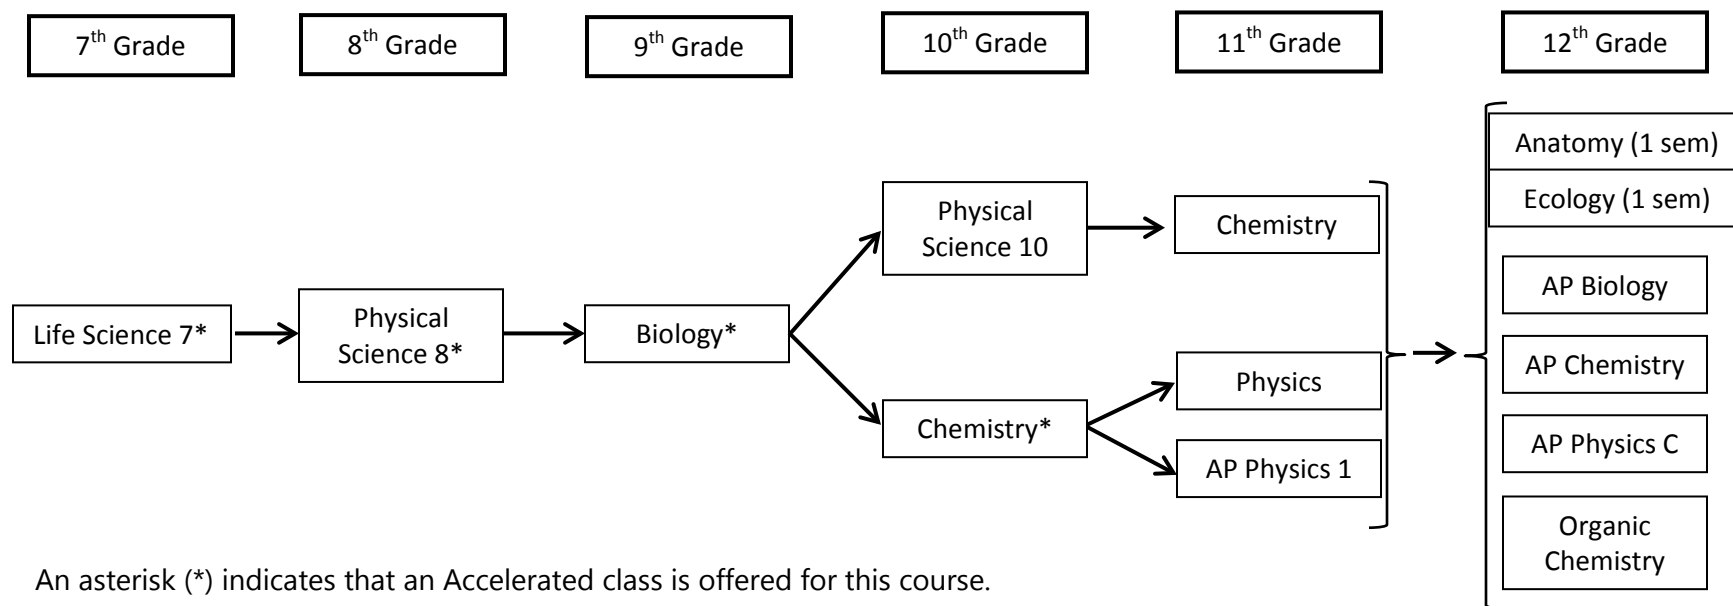 7th Grade
8th Grade
9th Grade
10th Grade
11th Grade
12th Grade
Life Science 7*
Physical
Science 8*
Biology*
Physical
Science 10
Chemistry*
Chemistry
Physics
AP Physics 1
Anatomy (1 sem)
Ecology (1 sem)
AP Biology
AP Chemistry
AP Physics C
Organic
Chemistry
An asterisk (*) indicates that an Accelerated class is offered for this course.